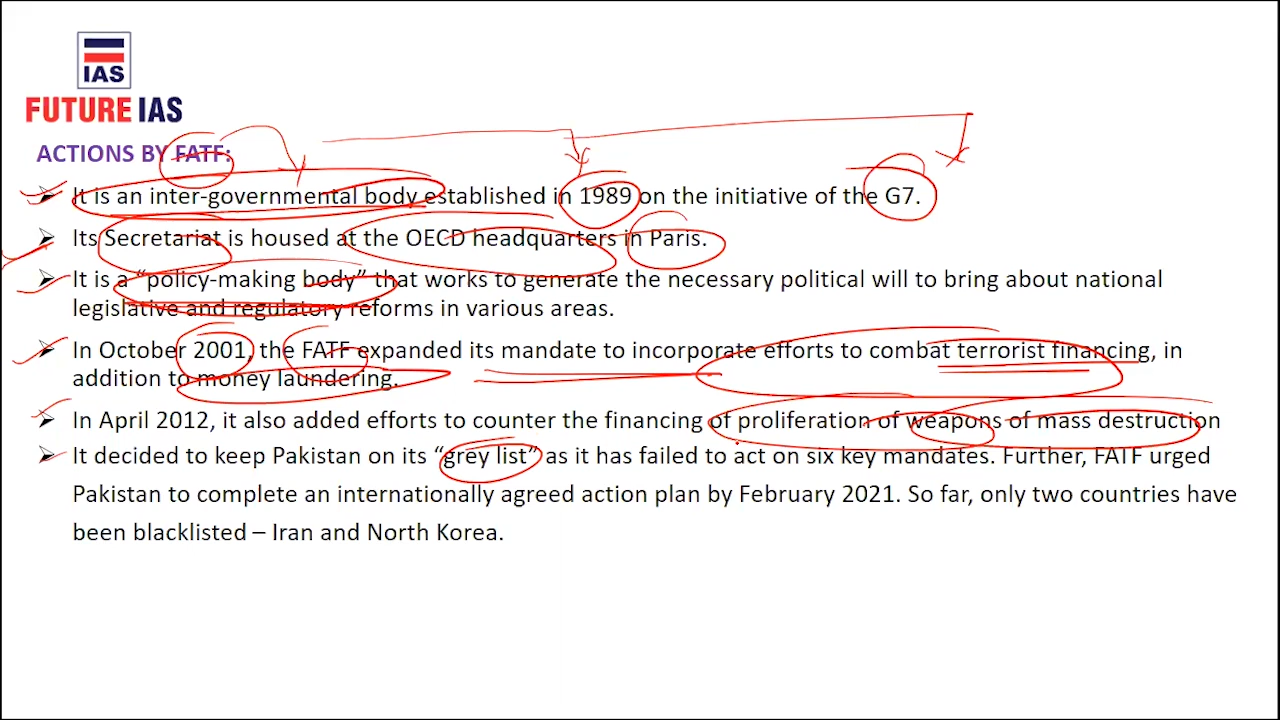 IAS
FUTURE IAS
ACTIONS BY FATF:
It is an inter-governmental body established in 1989 on the initiative of the G7.
Its Secretariat is housed at the OECD headquarters in Paris.
It is a “policy-making body” that works to generate the necessary political will to bring about national
legislative and regulatory reforms in various areas.
In October 2001, the FATF expanded its mandate to incorporate efforts to combat terrorist financing, in
addition to money laundering.
In April 2012, it also added efforts to counter the financing of proliferation of weapons of mass destruction
It decided to keep Pakistan on its “grey list” as it has failed to act on six key mandates. Further, FATF urged
Pakistan to complete an internationally agreed action plan by February 2021. So far, only two countries have
been blacklisted – Iran and North Korea.